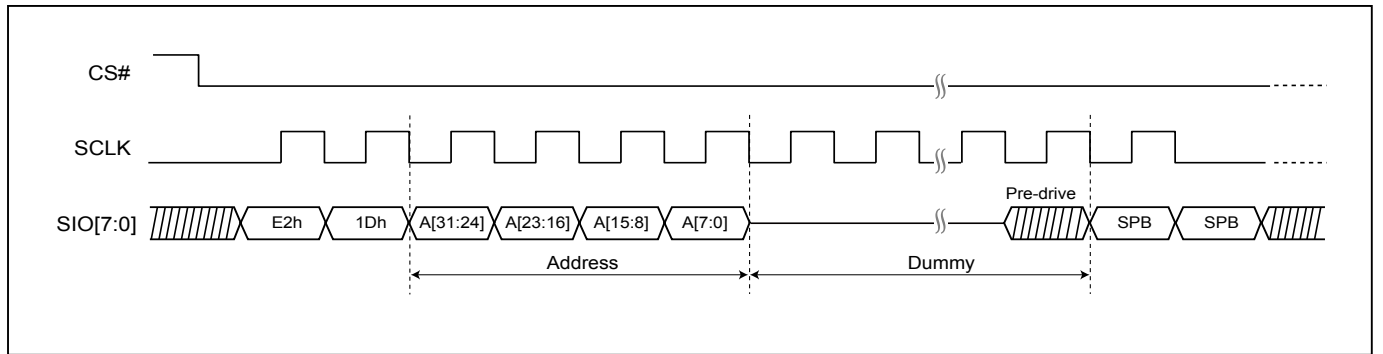 CS#
SCLK
Pre-drive
SIO[7:0] E2h 1Dh A[31:24] A[23:16] A[15:8] A[7:0] SPB SPB
Address Dummy